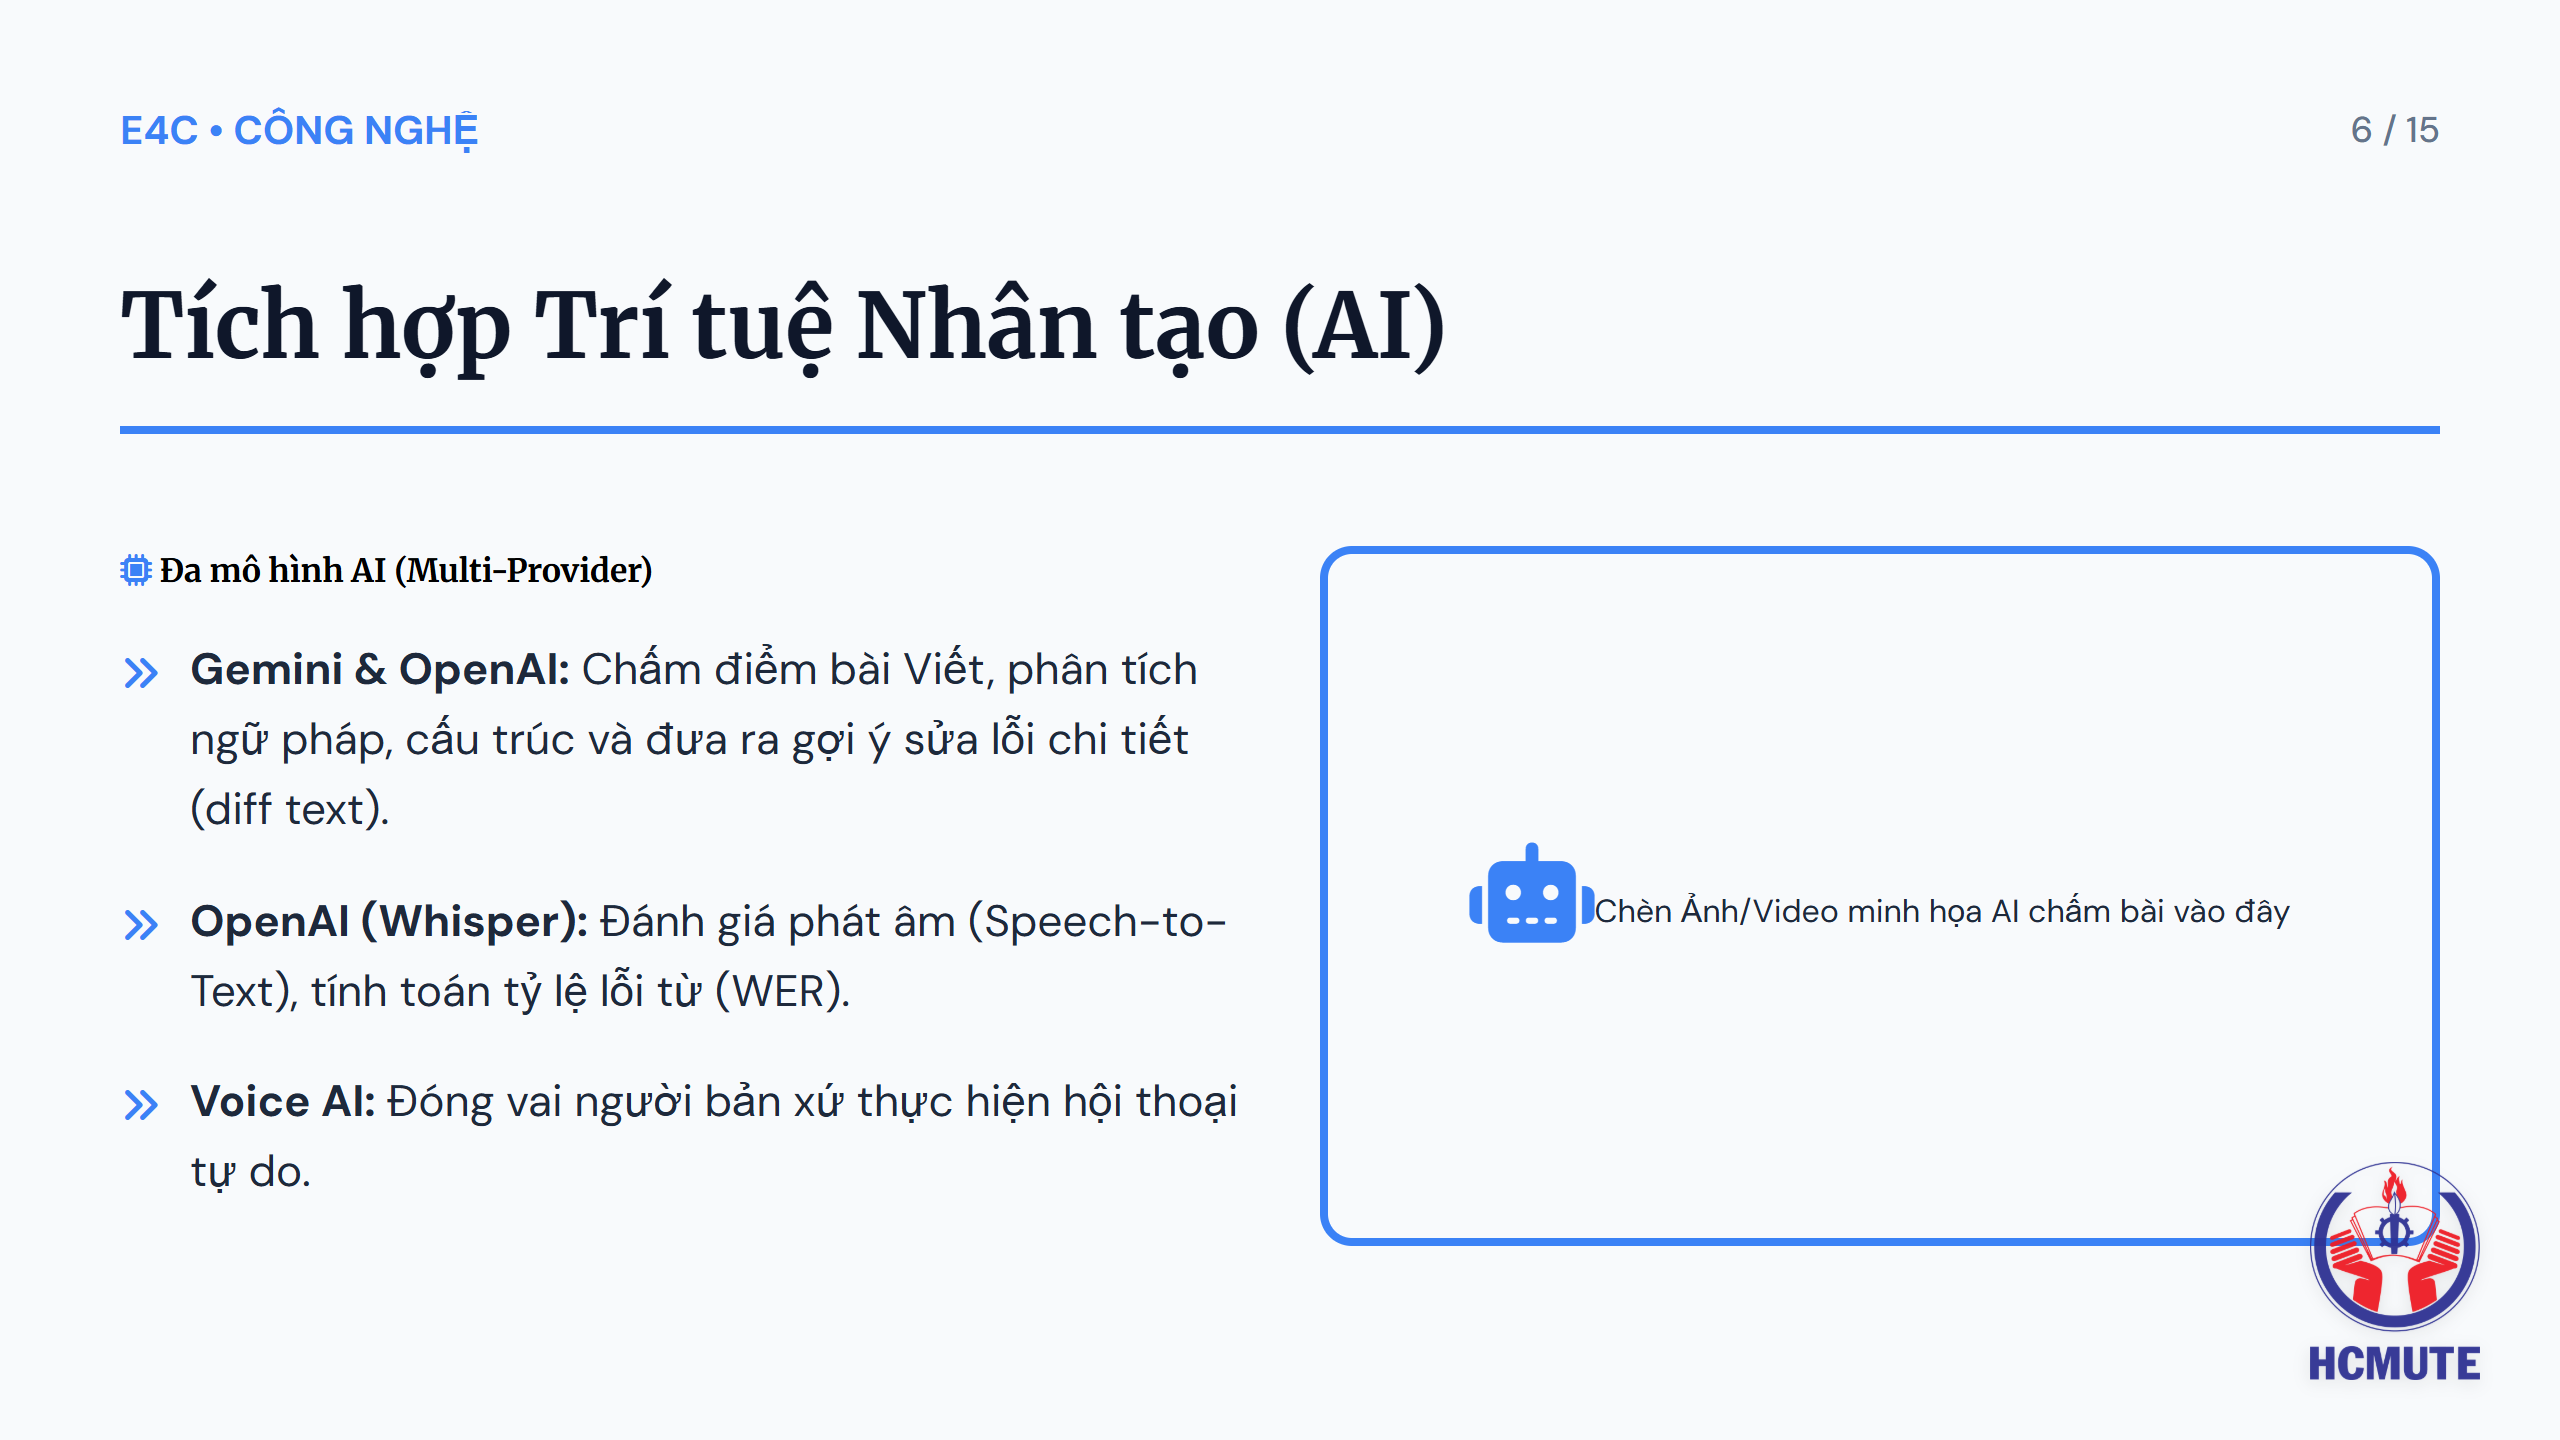 E4C • CÔNG NGHỆ
6 / 15
Tích hợp Trí tuệ Nhân tạo (AI)
Đa mô hình AI (Multi-Provider)
Gemini & OpenAI: Chấm điểm bài Viết, phân tích
ngữ pháp, cấu trúc và đưa ra gợi ý sửa lỗi chi tiết
(diff text).
OpenAI (Whisper): Đánh giá phát âm (Speech-to-
Text), tính toán tỷ lệ lỗi từ (WER).
Voice AI: Đóng vai người bản xứ thực hiện hội thoại
tự do.
Chèn Ảnh/Video minh họa AI chấm bài vào đây
HCMUTE